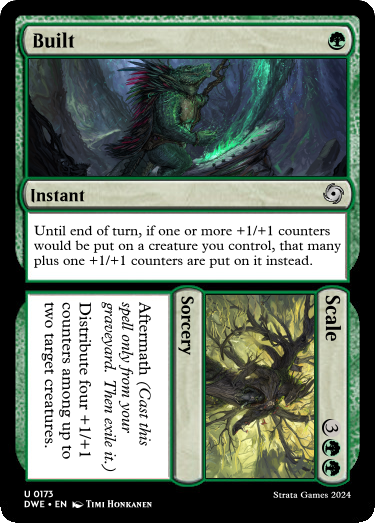 Built
Instant
Until end of turn, if one or more +1/+1 counters
would be put on a creature you control, that many
plus one +1/+1 counters are put on it instead.
Scale
3
Sorcery
Aftermath (Cast this
spell only from your
graveyard. Then exile it.)
Distribute four +1/+1
counters among up to
two target creatures.
U 0173
DWE • EN Timi Honkanen
Strata Games 2024